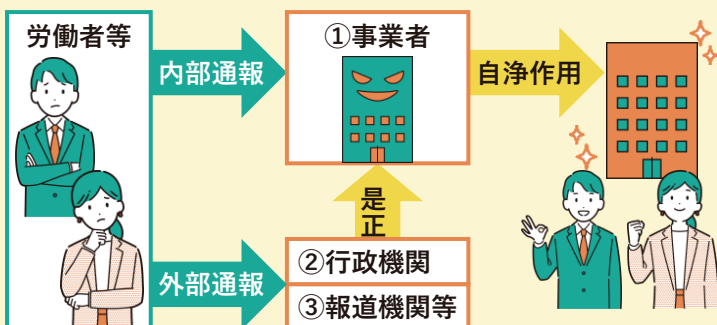 労働者等
内部通報
①事業者
自浄作用
是正
外部通報
②行政機関
③報道機関等